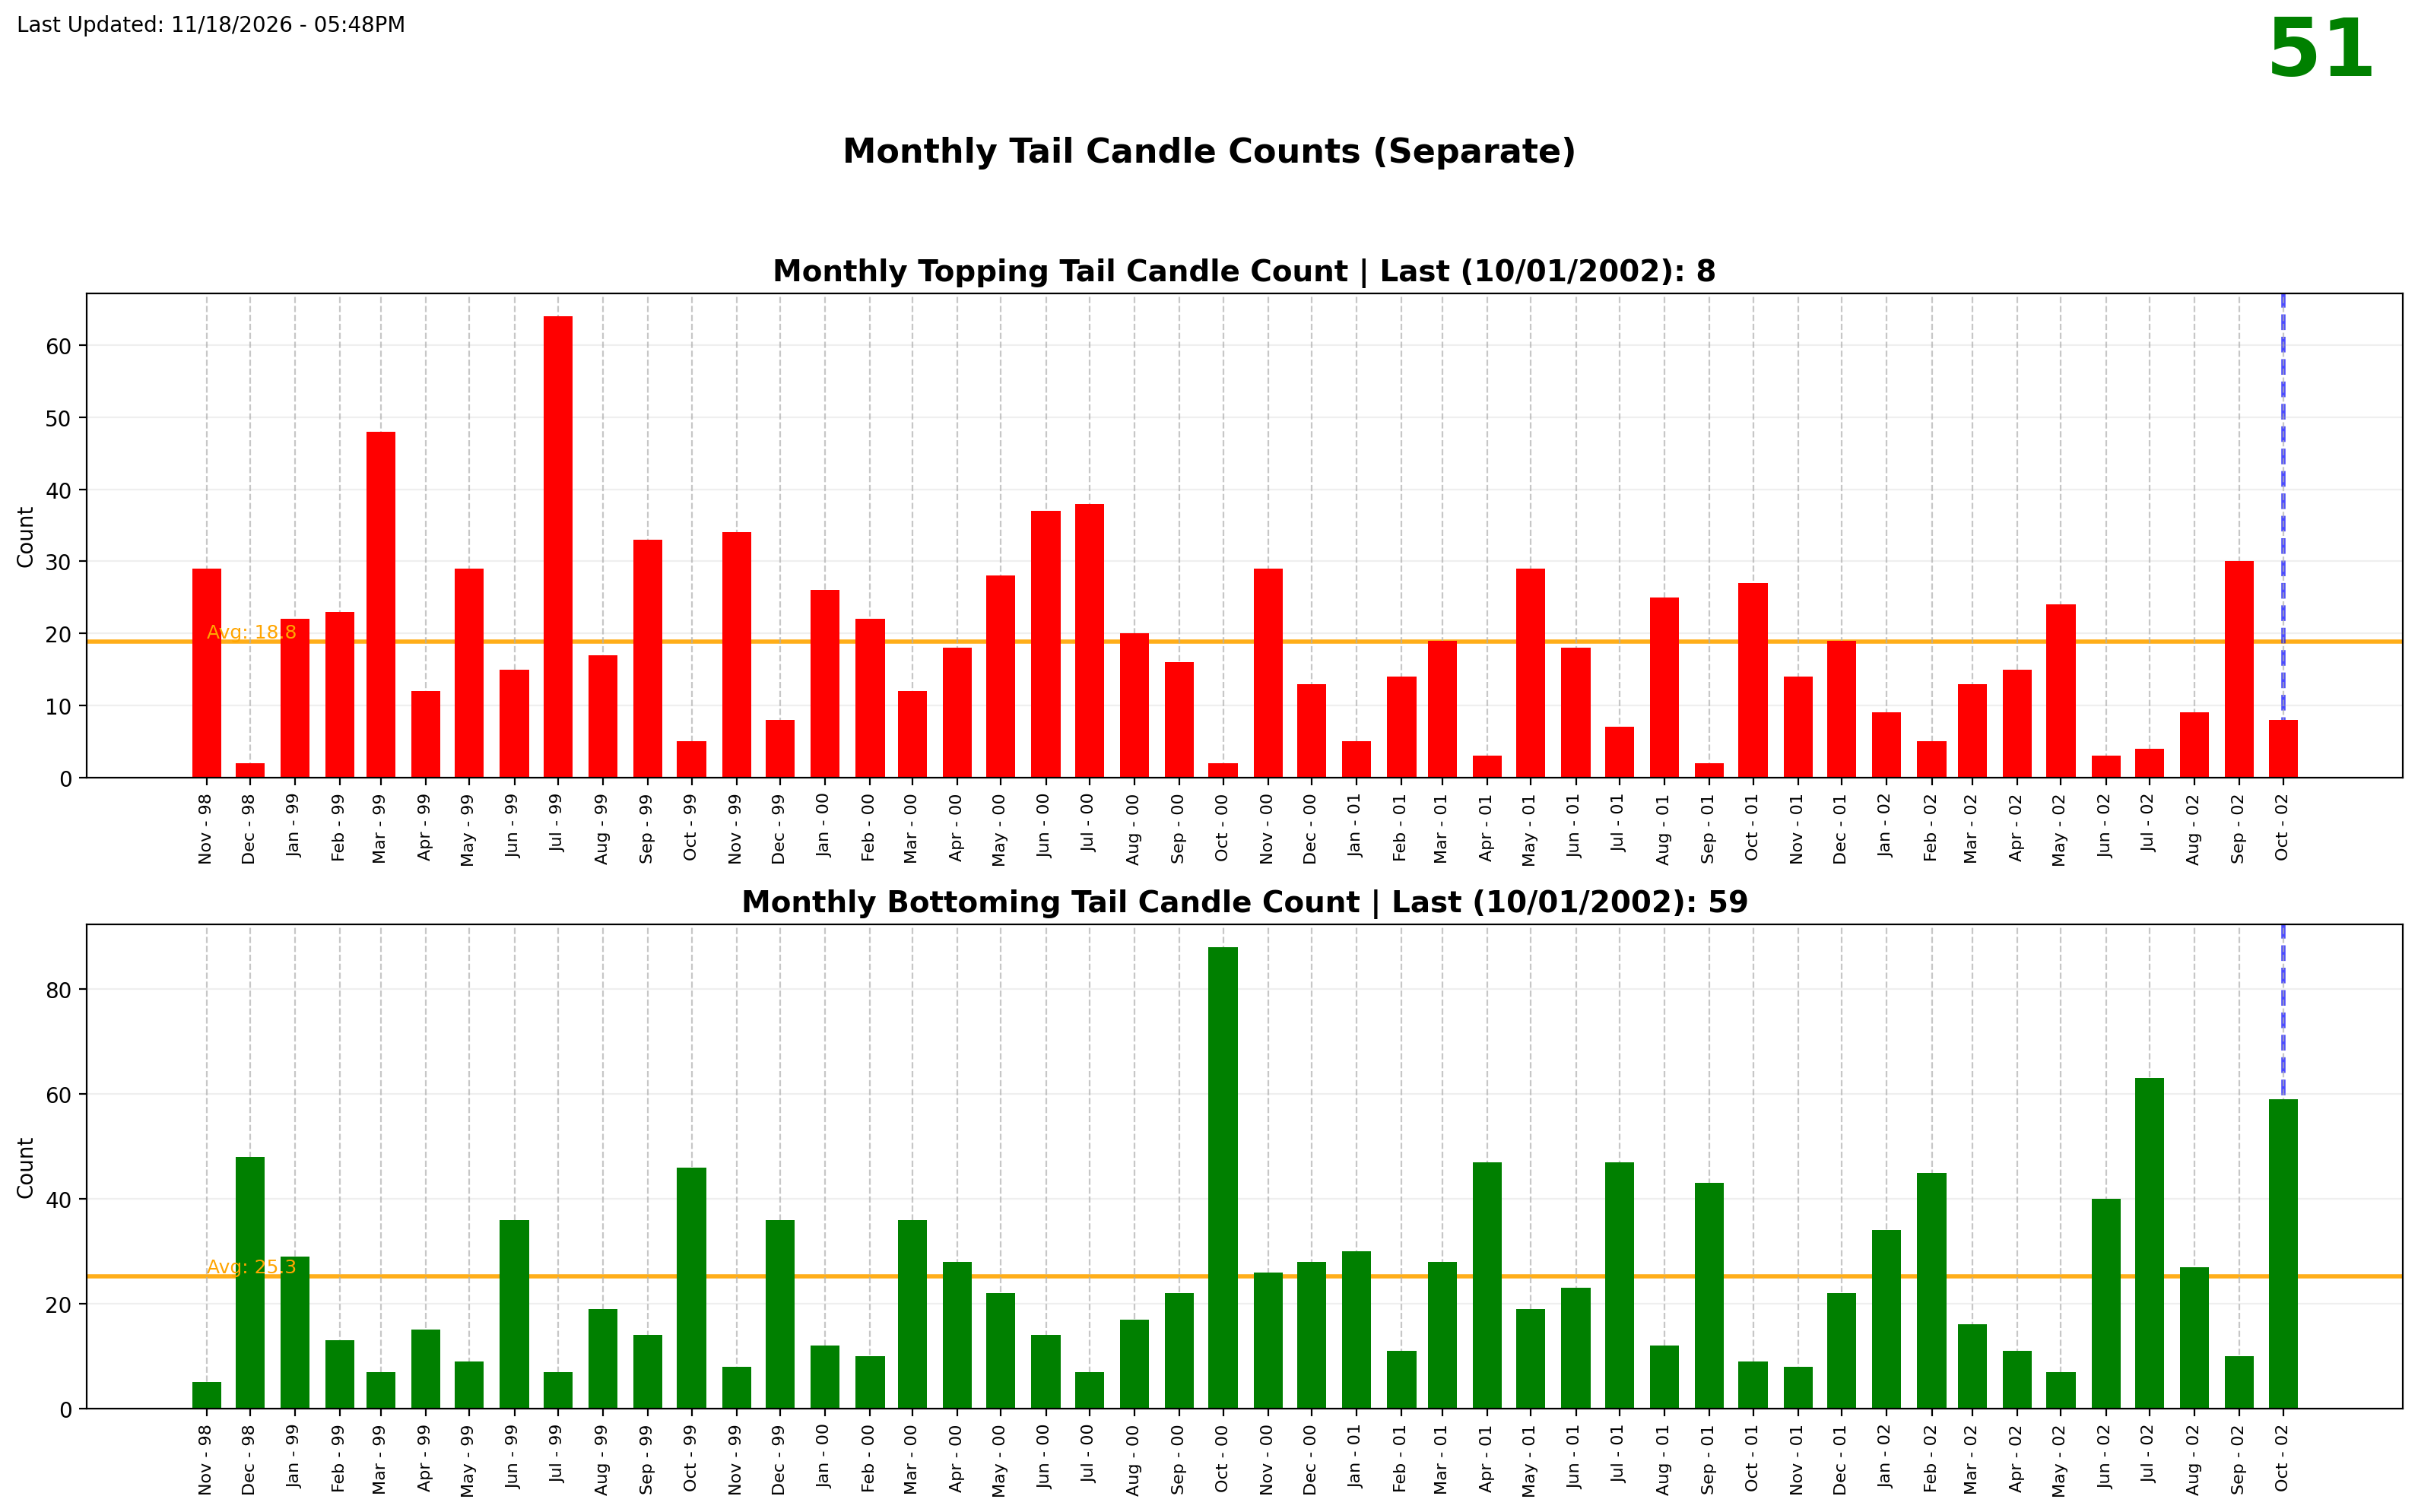 Last Updated: 11/18/2026 - 05:48PM
51
Monthly Tail Candle Counts (Separate)
Monthly Topping Tail Candle Count | Last (10/01/2002): 8
Count
60
50
40
30
20
10
0
Avg: 18.8
Nov - 98
Dec - 98
Jan - 99
Feb - 99
Mar - 99
Apr - 99
May - 99
Jun - 99
Jul - 99
Aug - 99
Sep - 99
Oct - 99
Nov - 99
Dec - 99
Jan - 00
Feb - 00
Mar - 00
Apr - 00
May - 00
Jun - 00
Jul - 00
Aug - 00
Sep - 00
Oct - 00
Nov - 00
Dec - 00
Jan - 01
Feb - 01
Mar - 01
Apr - 01
May - 01
Jun - 01
Jul - 01
Aug - 01
Sep - 01
Oct - 01
Nov - 01
Dec - 01
Jan - 02
Feb - 02
Mar - 02
Apr - 02
May - 02
Jun - 02
Jul - 02
Aug - 02
Sep - 02
Oct - 02
Monthly Bottoming Tail Candle Count | Last (10/01/2002): 59
Count
80
60
40
20
0
Avg: 25.3
Nov - 98
Dec - 98
Jan - 99
Feb - 99
Mar - 99
Apr - 99
May - 99
Jun - 99
Jul - 99
Aug - 99
Sep - 99
Oct - 99
Nov - 99
Dec - 99
Jan - 00
Feb - 00
Mar - 00
Apr - 00
May - 00
Jun - 00
Jul - 00
Aug - 00
Sep - 00
Oct - 00
Nov - 00
Dec - 00
Jan - 01
Feb - 01
Mar - 01
Apr - 01
May - 01
Jun - 01
Jul - 01
Aug - 01
Sep - 01
Oct - 01
Nov - 01
Dec - 01
Jan - 02
Feb - 02
Mar - 02
Apr - 02
May - 02
Jun - 02
Jul - 02
Aug - 02
Sep - 02
Oct - 02